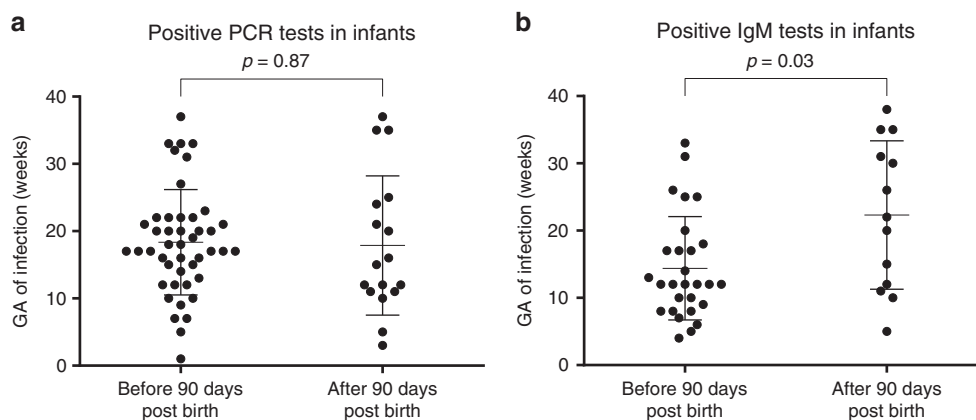 a
Positive PCR tests in infants
p = 0.87
GA of infection (weeks)
40
30
20
10
0
Before 90 days
post birth
After 90 days
post birth
b
Positive IgM tests in infants
p = 0.03
GA of infection (weeks)
40
30
20
10
0
Before 90 days
post birth
After 90 days
post birth